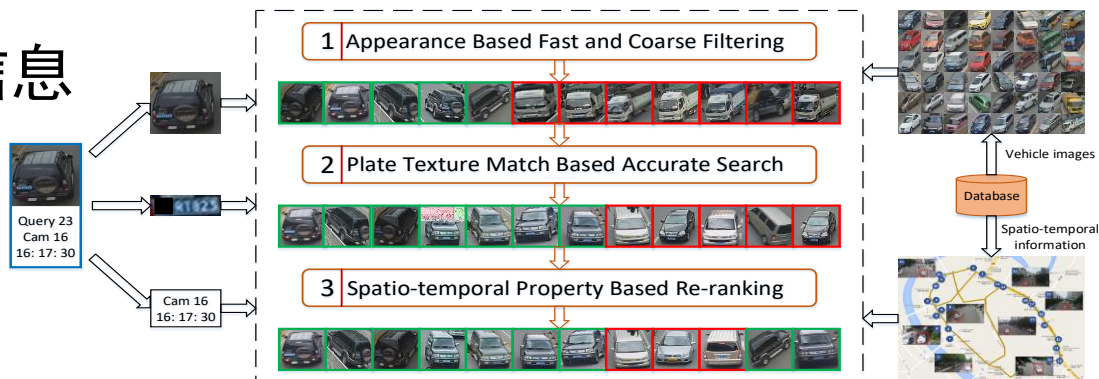 信息
1 Appearance Based Fast and Coarse Filtering
2 Plate Texture Match Based Accurate Search
3 Spatio-temporal Property Based Re-ranking
Query 23
Cam 16
16: 17: 30
Cam 16
16: 17: 30
Vehicle images
Database
Spatio-temporal
information